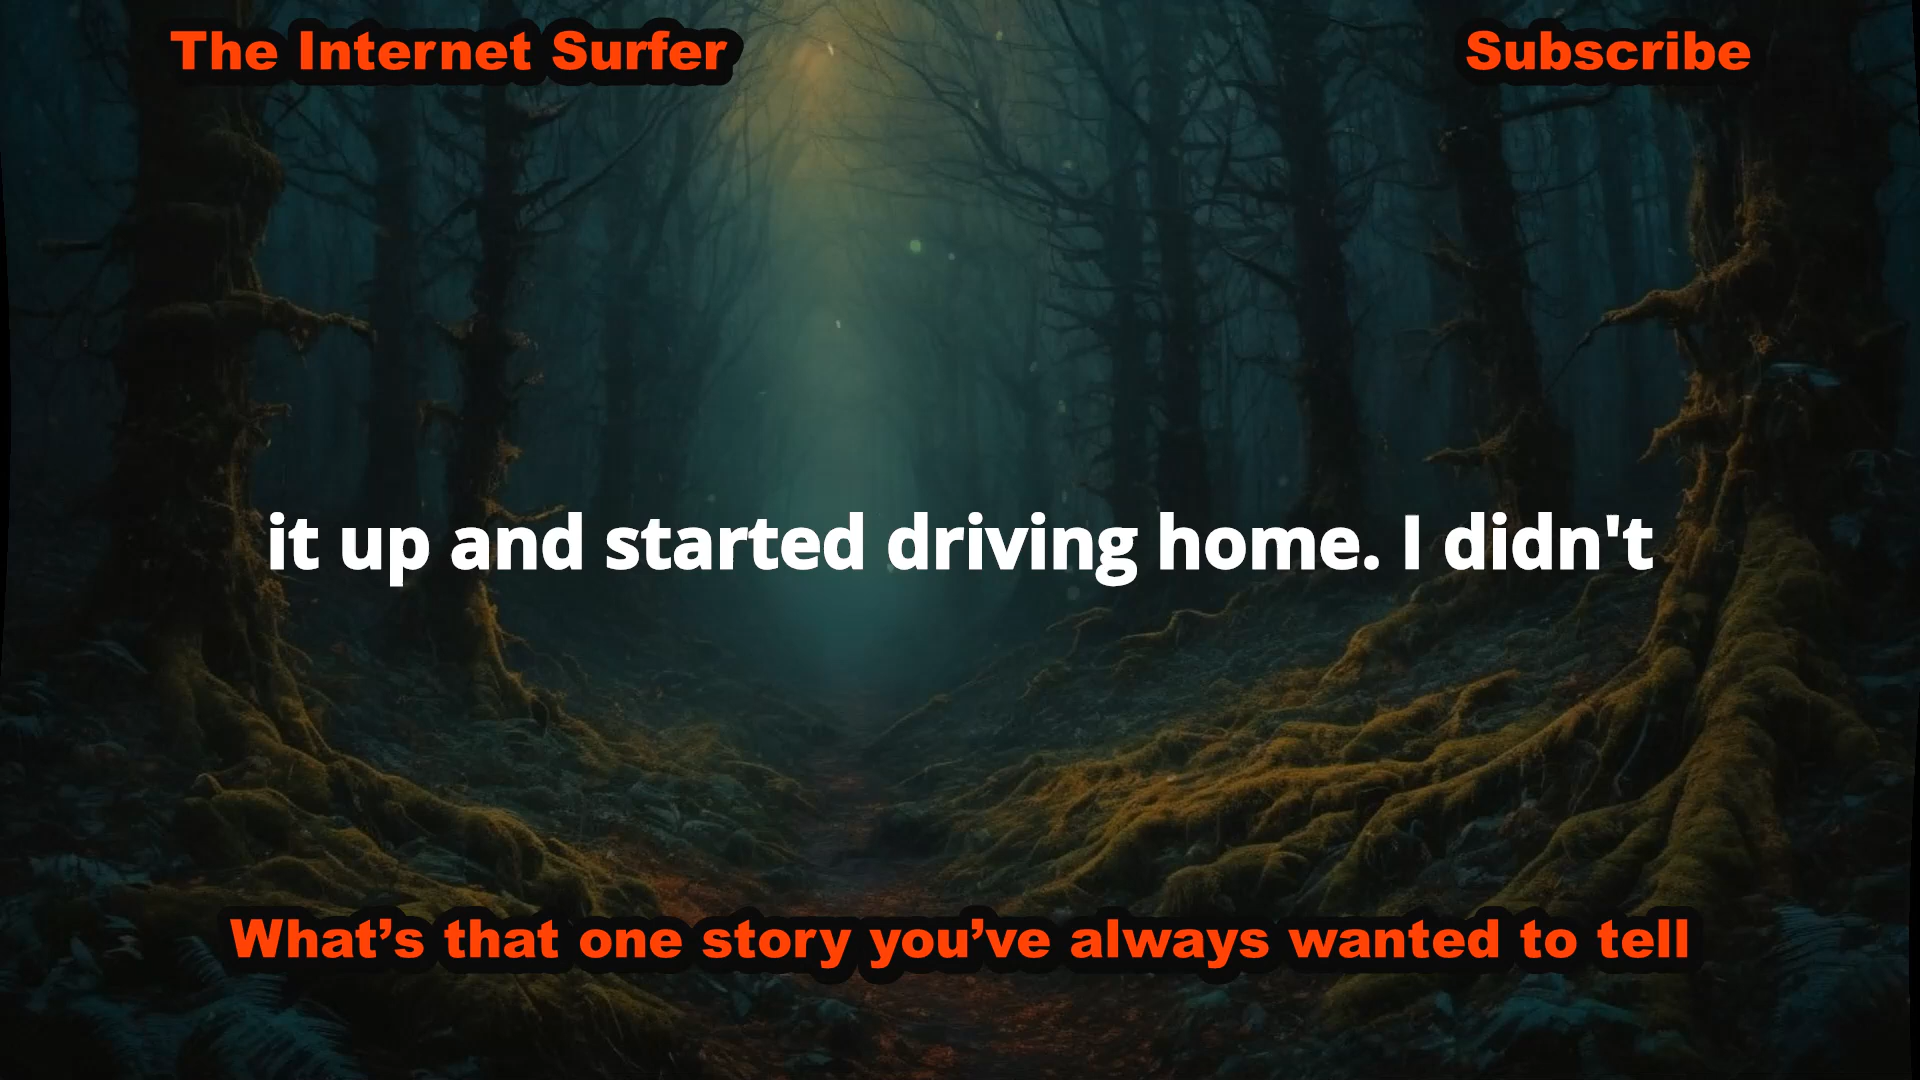 The Internet Surfer
Subscribe
it up and started driving home. I didn't
What’s that one story you’ve always wanted to tell